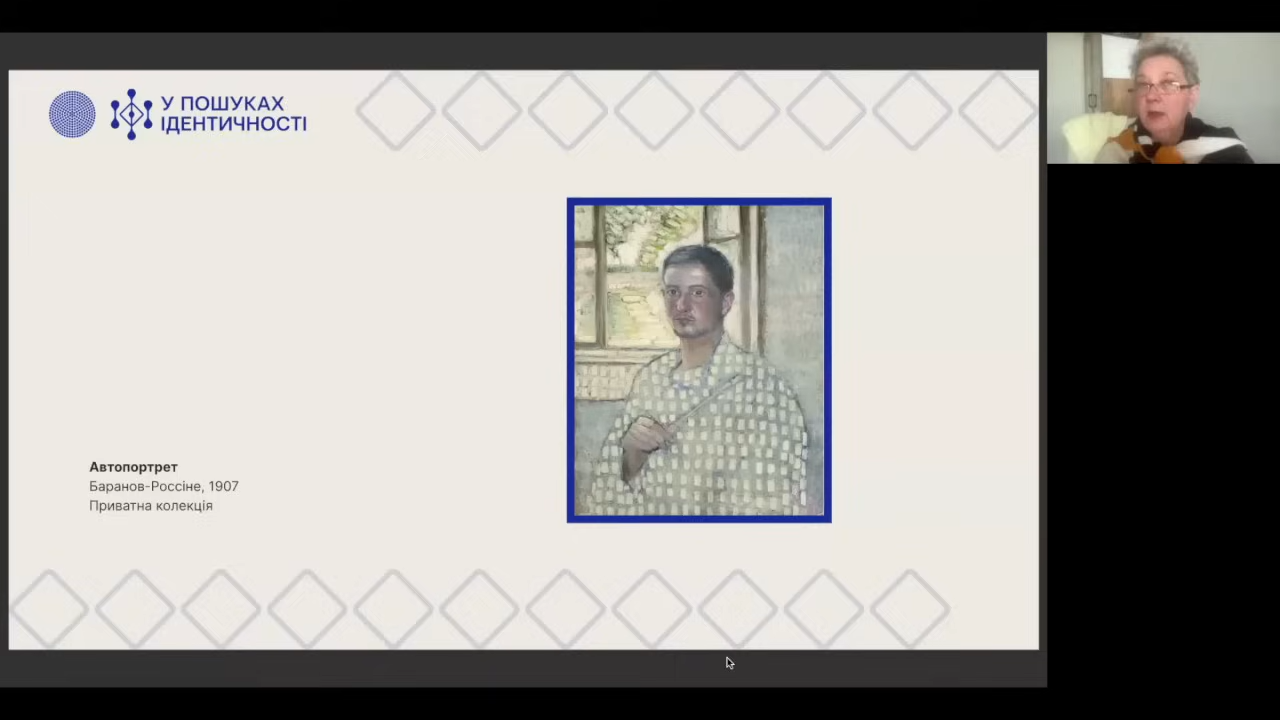 У ПОШУКАХ
ІДЕНТИЧНОСТІ
Автопортрет
Баранов-Россіне, 1907
Приватна колекція